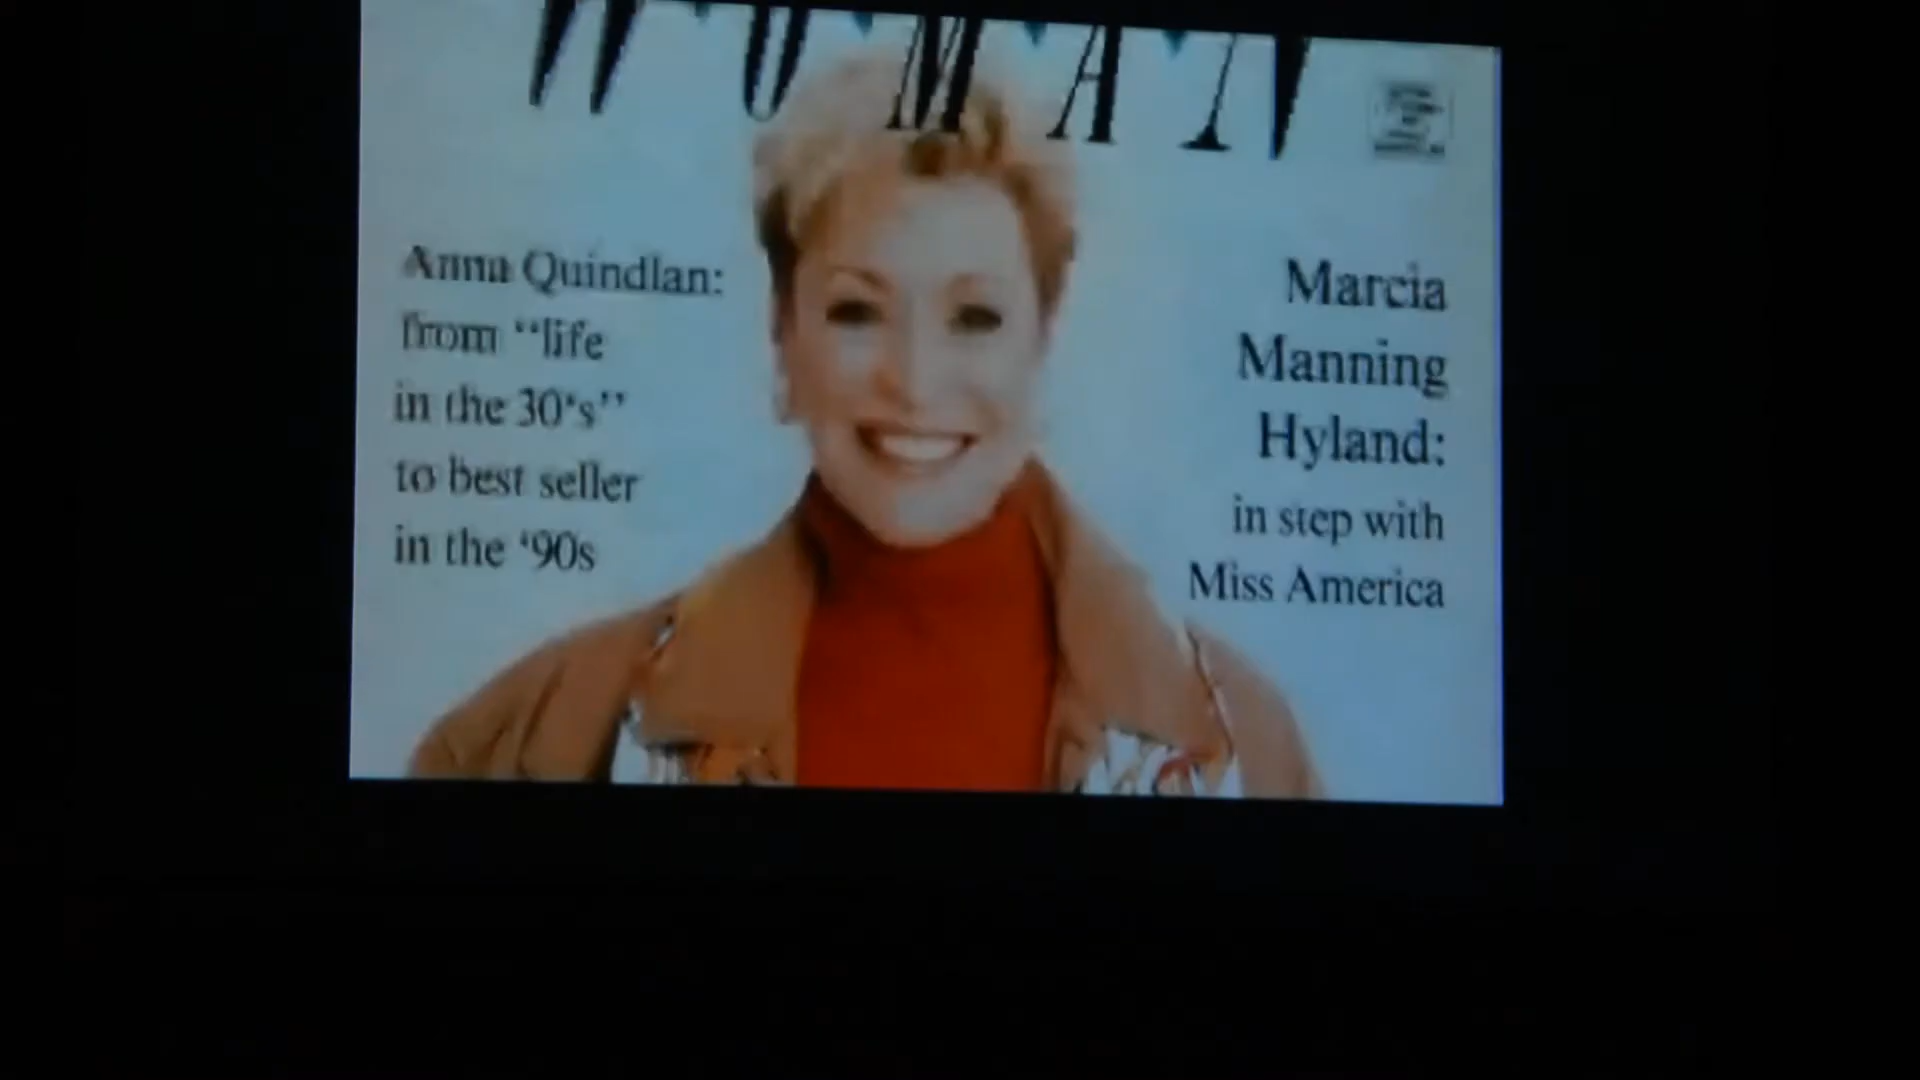 WOMAN
Anna Quindlan:
from “life
in the 30's”
to best seller
in the ‘90s
Marcia
Manning
Hyland:
in step with
Miss America